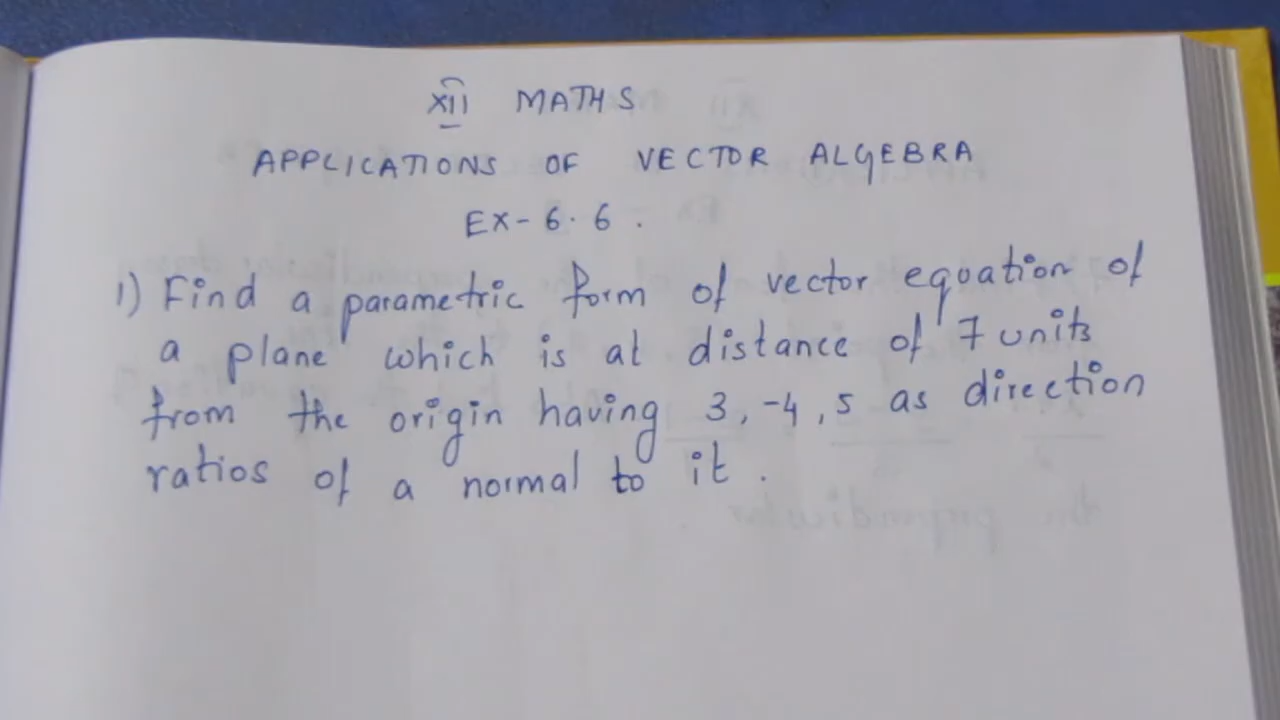 XII MATHS
APPLICATIONS OF VECTOR ALGEBRA
EX-6.6.
1) Find a parametric form of vector equation of
a plane which is at distance of 7 units
from the origin having 3, -4, 5 as direction
ratios of a normal to it.